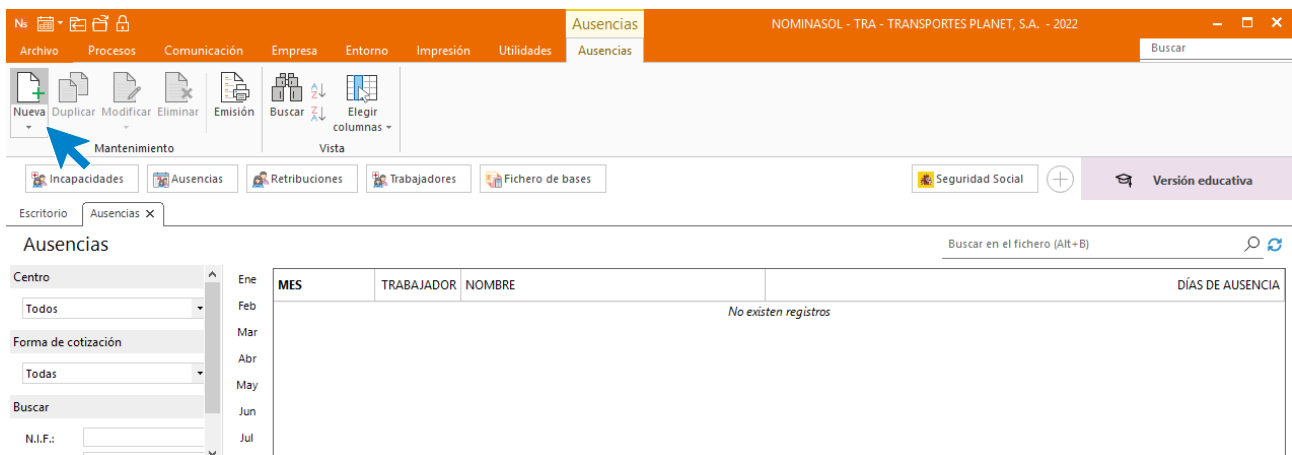 Ns Ausencias NOMINASOL - TRA - TRANSPORTES PLANET, S.A. - 2022
Archivo Procesos Comunicación Empresa Entorno Impresión Utilidades Ausencias Buscar
Nueva Duplicar Modificar Eliminar Emisión Buscar Elegir columnas
A Z
Z A
Mantenimiento Vista
Incapacidades Ausencias Retribuciones Trabajadores Fichero de bases Seguridad Social Versión educativa
Escritorio Ausencias
Ausencias Buscar en el fichero (Alt+B)
Centro Ene MES TRABAJADOR NOMBRE DÍAS DE AUSENCIA
Todos Feb No existen registros
Mar
Forma de cotización
Abr
Todas
May
Buscar Jun
N.I.F.: Jul